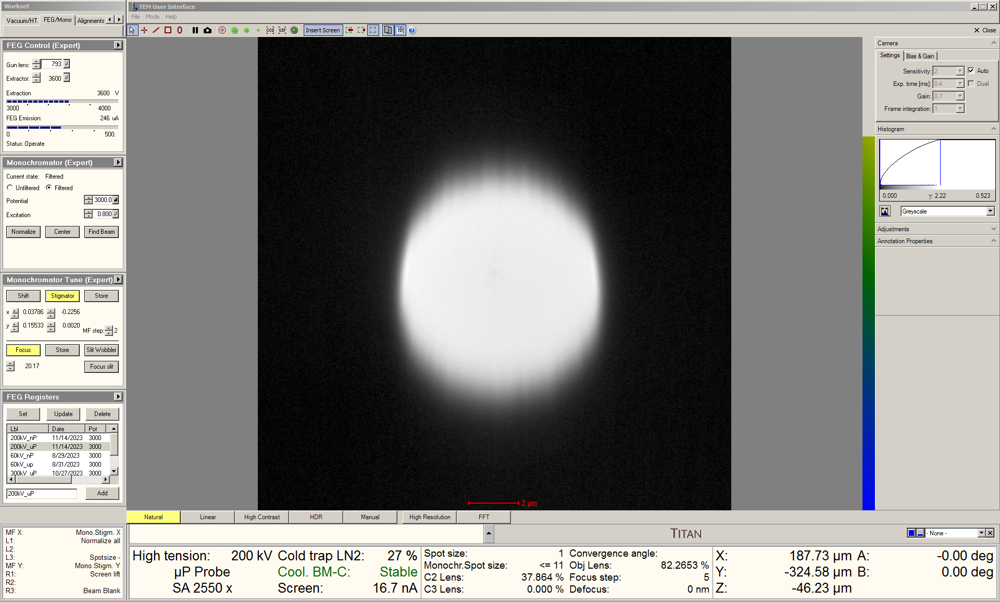 Workset
Vacuum/HT FEG/Mono Alignments
FEG Control (Expert)
Gun lens: 793
Extractor: 3600
Extraction 3600 V
3000 4000
FEG Emission: 246 uA
0. 500.
Status: Operate
Monochromator (Expert)
Current state: Filtered
Unfiltered Filtered
Potential 3000.0
Excitation 0.800
Normalize Center Find Beam
Monochromator Tune (Expert)
Shift Stigmator Store
x 0.03786 -0.2256
y 0.15533 0.0020
MF step: 2
Focus Store Slit Wobbler
20.17 Focus slit
FEG Registers
Set Update Delete
Lbl Date Pot
200kV_nP 11/14/2023 3000
200kV_uP 11/14/2023 3000
60kV_nP 8/29/2023 3000
60kV_up 8/31/2023 3000
300kV_uP 10/27/2023 3000
200kV_uP Add
MF X: Mono.Stigm. X
L1: Normalize all
L2:
L3: Spotsize -
MF Y: Mono.Stigm. Y
R1: Screen lift
R2:
R3: Beam Blank
TEM User Interface
File Mode Help
CCD GIF Insert Screen Close
2 µm
Natural Linear High Contrast HDR Manual High Resolution FFT
Camera
Settings Bias & Gain
Sensitivity: 2 Auto
Exp. time [ms]: 0.4 Dual
Gain: 0.7
Frame integration: 1
Histogram
0.000 γ: 2.22 0.523
Greyscale
Adjustments
Annotation Properties
TITAN
- None -
High tension: 200 kV Cold trap LN2: 27 %
µP Probe Cool. BM-C: Stable
SA 2550 x Screen: 16.7 nA
Spot size: 1 Convergence angle:
Monochr.Spot size: <= 11 Obj Lens: 82.2653 %
C2 Lens: 37.864 % Focus step: 5
C3 Lens: 0.000 % Defocus: 0 nm
X: 187.73 µm A: -0.00 deg
Y: -324.58 µm B: 0.00 deg
Z: -46.23 µm